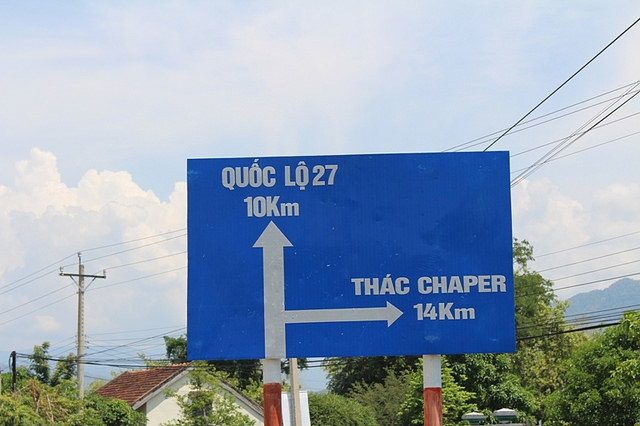 QUỐC LỘ 27
10Km
THÁC CHAPER
14Km